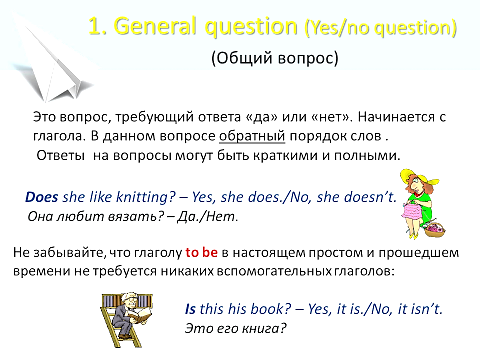 1. General question (Yes/no question)
(Общий вопрос)
Это вопрос, требующий ответа «да» или «нет». Начинается с
глагола. В данном вопросе обратный порядок слов .
Ответы на вопросы могут быть краткими и полными.
Does she like knitting? – Yes, she does./No, she doesn’t.
Она любит вязать? – Да./Нет.
Не забывайте, что глаголу to be в настоящем простом и прошедшем
времени не требуется никаких вспомогательных глаголов:
Is this his book? – Yes, it is./No, it isn’t.
Это его книга?